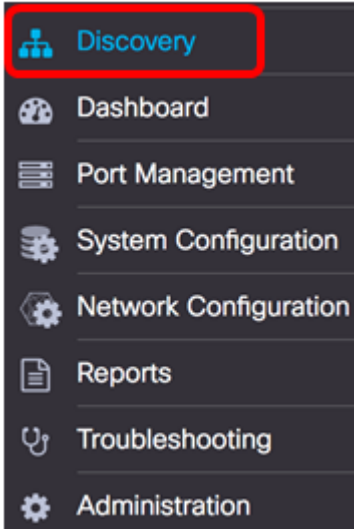 Discovery
Dashboard
Port Management
System Configuration
Network Configuration
Reports
Troubleshooting
Administration